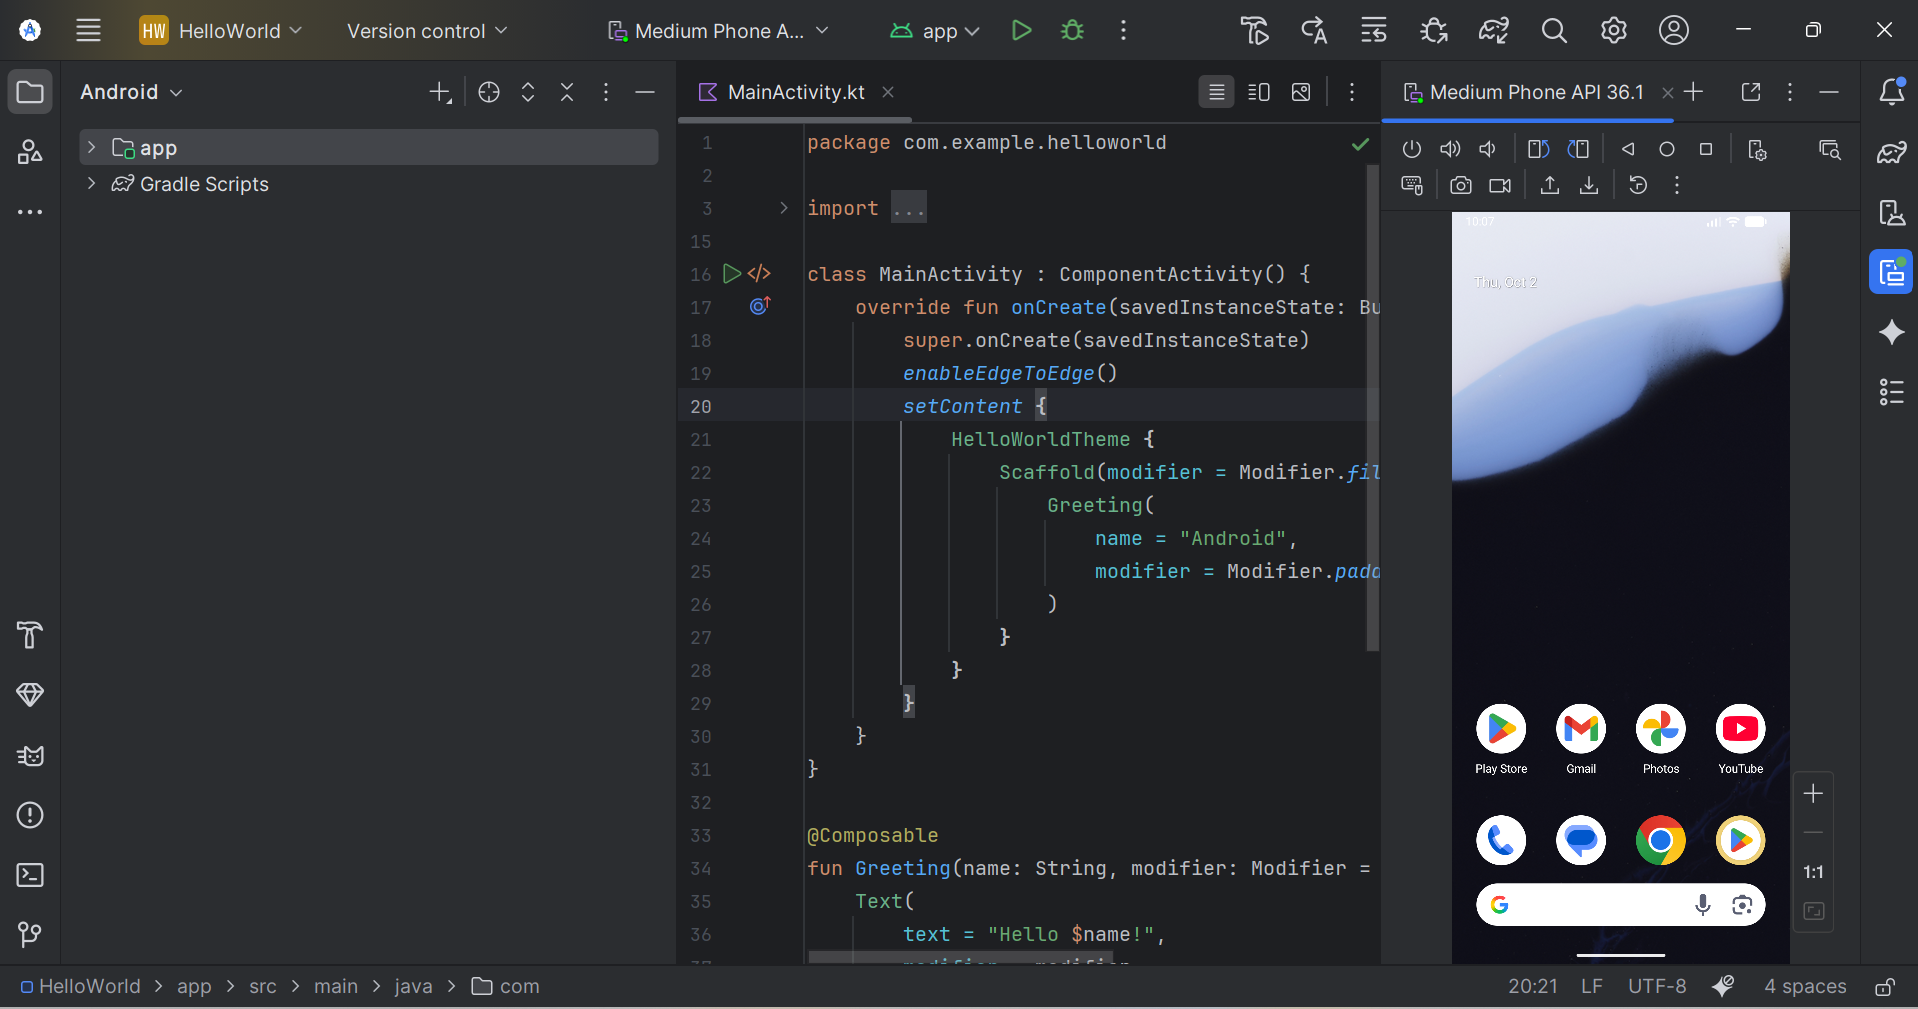 HW HelloWorld Version control Medium Phone A... app
Android
MainActivity.kt
Medium Phone API 36.1
app
Gradle Scripts
1 package com.example.helloworld
2
3 import ...
15
16 class MainActivity : ComponentActivity() {
17 override fun onCreate(savedInstanceState: Bu
18 super.onCreate(savedInstanceState)
19 enableEdgeToEdge()
20 setContent {
21 HelloWorldTheme {
22 Scaffold(modifier = Modifier.fil
23 Greeting(
24 name = "Android",
25 modifier = Modifier.padd
26 )
27 }
28 }
29 }
30 }
31 }
32
33 @Composable
34 fun Greeting(name: String, modifier: Modifier =
35 Text(
36 text = "Hello $name!",
10:07
Thu, Oct 2
Play Store Gmail Photos YouTube
1:1
HelloWorld > app > src > main > java > com
20:21 LF UTF-8 4 spaces